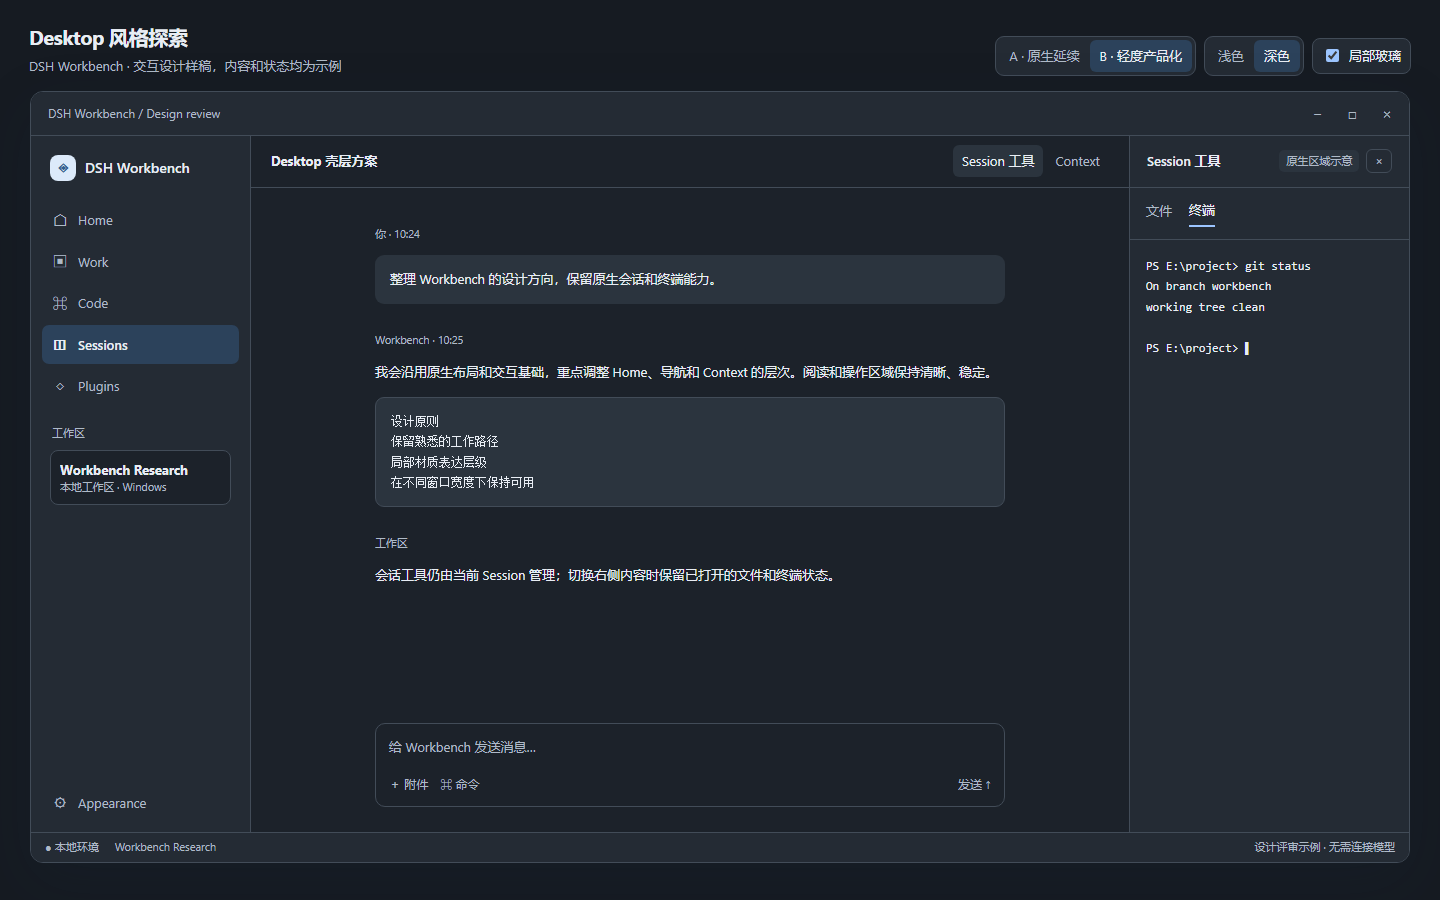 Desktop 风格探索
DSH Workbench · 交互设计样稿，内容和状态均为示例
A · 原生延续
B · 轻度产品化
浅色
深色
局部玻璃
DSH Workbench / Design review
DSH Workbench
Home
Work
Code
Sessions
Plugins
工作区
Workbench Research
本地工作区 · Windows
Appearance
Desktop 壳层方案
Session 工具
Context
你 · 10:24
整理 Workbench 的设计方向，保留原生会话和终端能力。
Workbench · 10:25
我会沿用原生布局和交互基础，重点调整 Home、导航和 Context 的层次。阅读和操作区域保持清晰、稳定。
设计原则
保留熟悉的工作路径
局部材质表达层级
在不同窗口宽度下保持可用
工作区
会话工具仍由当前 Session 管理；切换右侧内容时保留已打开的文件和终端状态。
给 Workbench 发送消息...
+ 附件
⌘ 命令
发送 ↑
Session 工具
原生区域示意
×
文件
终端
PS E:\project> git status
On branch workbench
working tree clean
PS E:\project>
● 本地环境
Workbench Research
设计评审示例 · 无需连接模型